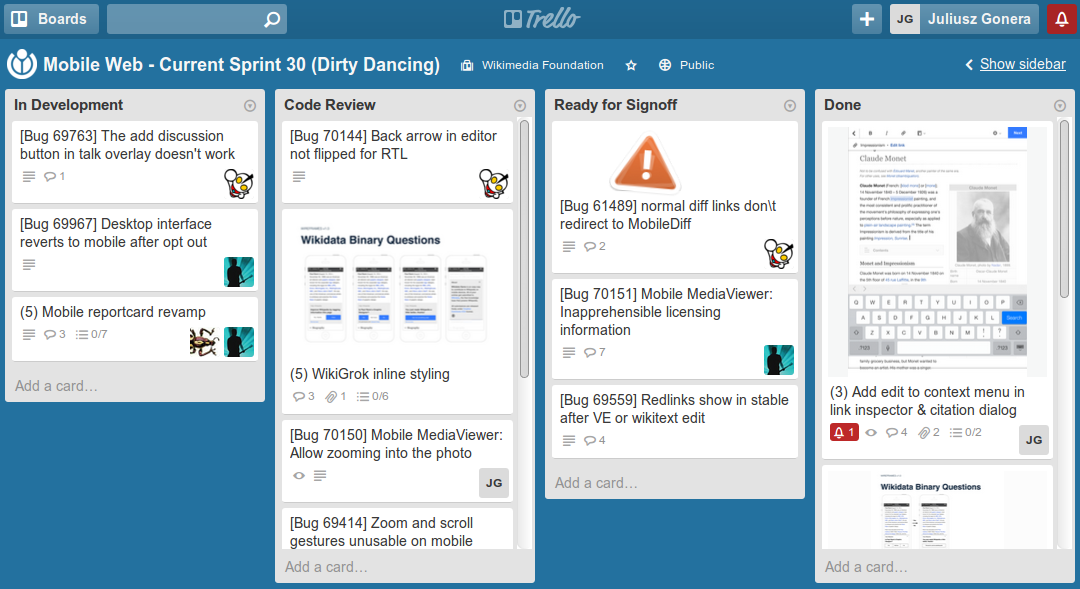 Boards
Trello
JG
Juliusz Gonera
Mobile Web - Current Sprint 30 (Dirty Dancing)
Wikimedia Foundation
Public
Show sidebar
In Development
[Bug 69763] The add discussion
button in talk overlay doesn't work
1
[Bug 69967] Desktop interface
reverts to mobile after opt out
(5) Mobile reportcard revamp
3 0/7
Add a card…
Code Review
[Bug 70144] Back arrow in editor
not flipped for RTL
Wikidata Binary Questions
(5) WikiGrok inline styling
3 1 0/6
[Bug 70150] Mobile MediaViewer:
Allow zooming into the photo
JG
[Bug 69414] Zoom and scroll
gestures unusable on mobile
Add a card…
Ready for Signoff
[Bug 61489] normal diff links don\t
redirect to MobileDiff
2
[Bug 70151] Mobile MediaViewer:
Inapprehensible licensing
information
7
[Bug 69559] Redlinks show in stable
after VE or wikitext edit
4
Add a card…
Done
Claude Monet
Monet and Impressionism
Q W E R T Y U I O P
A S D F G H J K L Search
Z X C V B N M
(3) Add edit to context menu in
link inspector & citation dialog
1 4 2 0/2
JG
Wikidata Binary Questions
Add a card…